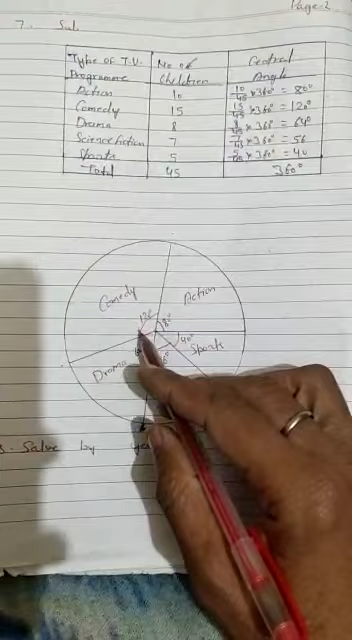 Page-2
7. Sol.
Type of T.V. Programme No of Children Central Angle
Action 10 10/45 × 360° = 80°
Comedy 15 15/45 × 360° = 120°
Drama 8 8/45 × 360° = 64°
Science fiction 7 7/45 × 360° = 56
Sports 5 5/45 × 360° = 40
Total 45 360°
Comedy Action
80°
40°
Drama Sports
Solve by